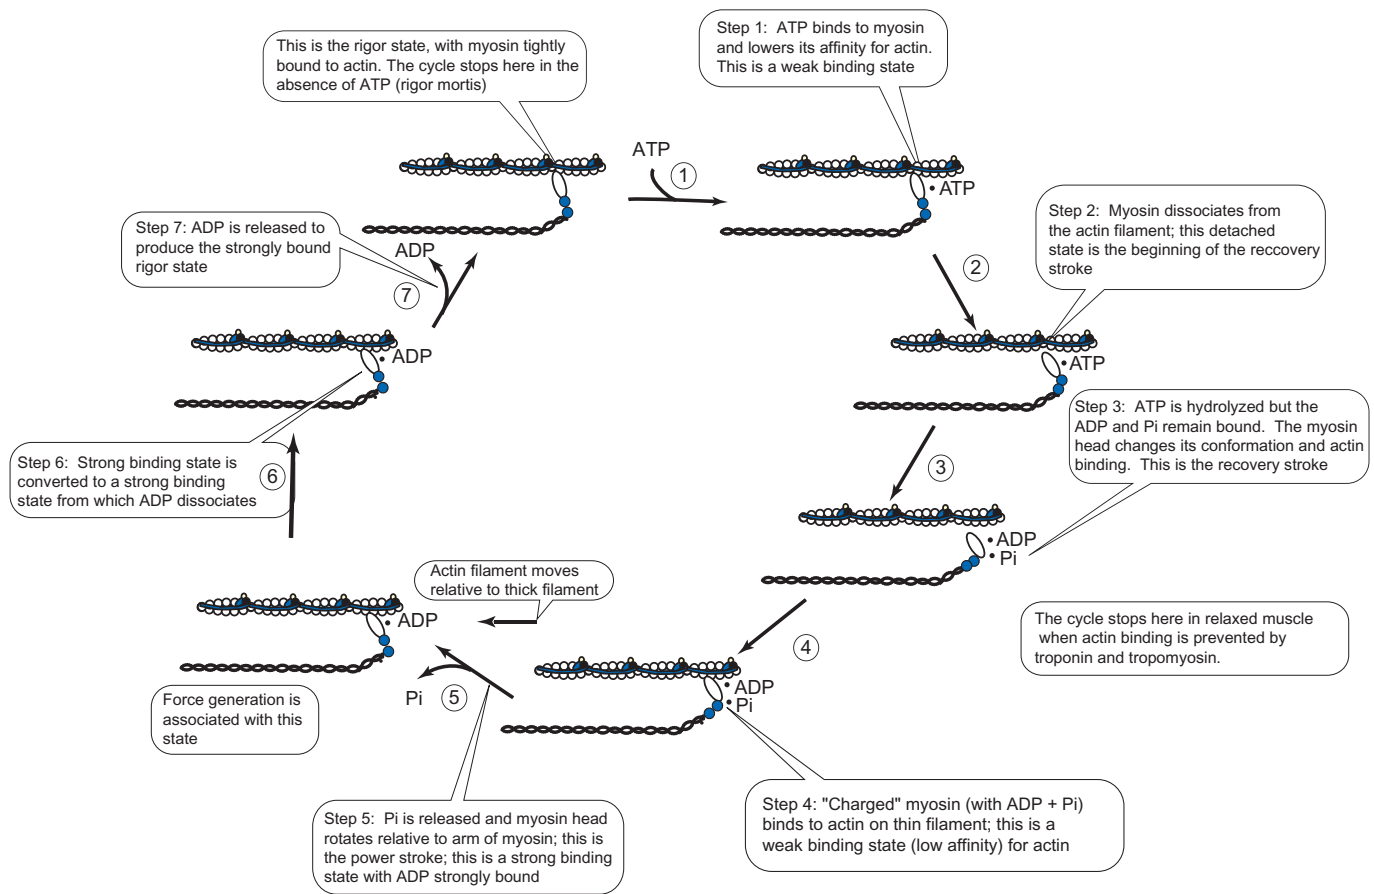 This is the rigor state, with myosin tightly
bound to actin. The cycle stops here in the
absence of ATP (rigor mortis)
Step 1: ATP binds to myosin
and lowers its affinity for actin.
This is a weak binding state
ATP
1
ATP
Step 2: Myosin dissociates from
the actin filament; this detached
state is the beginning of the reccovery
stroke
2
ATP
Step 3: ATP is hydrolyzed but the
ADP and Pi remain bound. The myosin
head changes its conformation and actin
binding. This is the recovery stroke
3
ADP
Pi
The cycle stops here in relaxed muscle
when actin binding is prevented by
troponin and tropomyosin.
4
ADP
Pi
Step 4: "Charged" myosin (with ADP + Pi)
binds to actin on thin filament; this is a
weak binding state (low affinity) for actin
Step 5: Pi is released and myosin head
rotates relative to arm of myosin; this is
the power stroke; this is a strong binding
state with ADP strongly bound
5
Pi
Actin filament moves
relative to thick filament
ADP
Force generation is
associated with this
state
6
Step 6: Strong binding state is
converted to a strong binding
state from which ADP dissociates
ADP
7
ADP
Step 7: ADP is released to
produce the strongly bound
rigor state